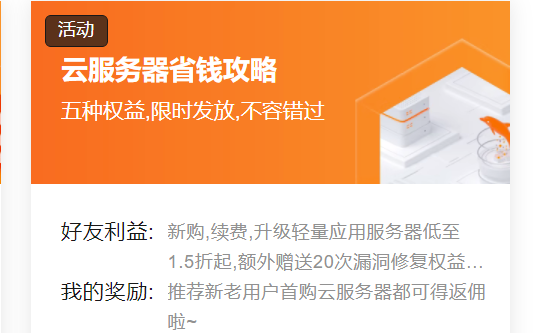 活动
云服务器省钱攻略
五种权益,限时发放,不容错过
好友利益: 新购,续费,升级轻量应用服务器低至
1.5折起,额外赠送20次漏洞修复权益…
我的奖励: 推荐新老用户首购云服务器都可得返佣
啦~